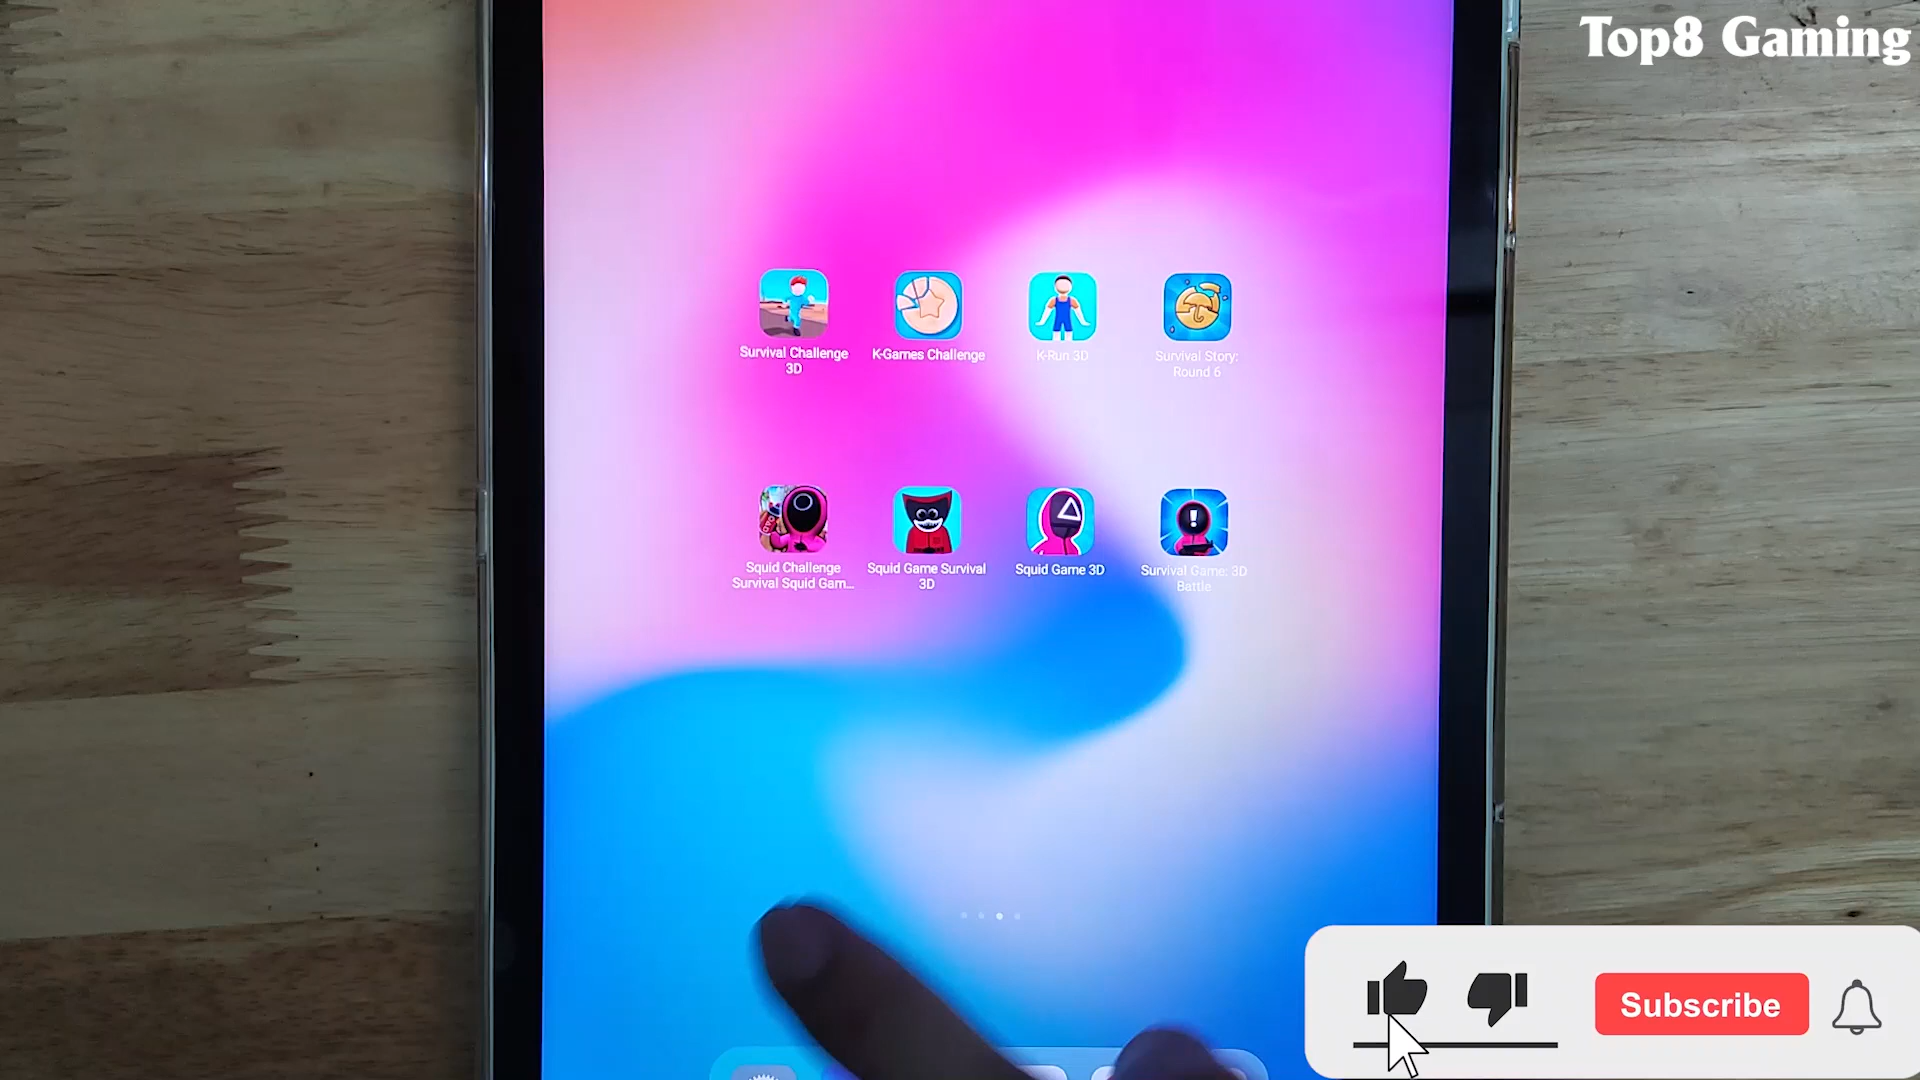 Top8 Gaming
Survival Challenge
3D
K-Games Challenge
K-Run 3D
Survival Story:
Round 6
Squid Challenge
Survival Squid Gam...
Squid Game Survival
3D
Squid Game 3D
Survival Game: 3D
Battle
Subscribe